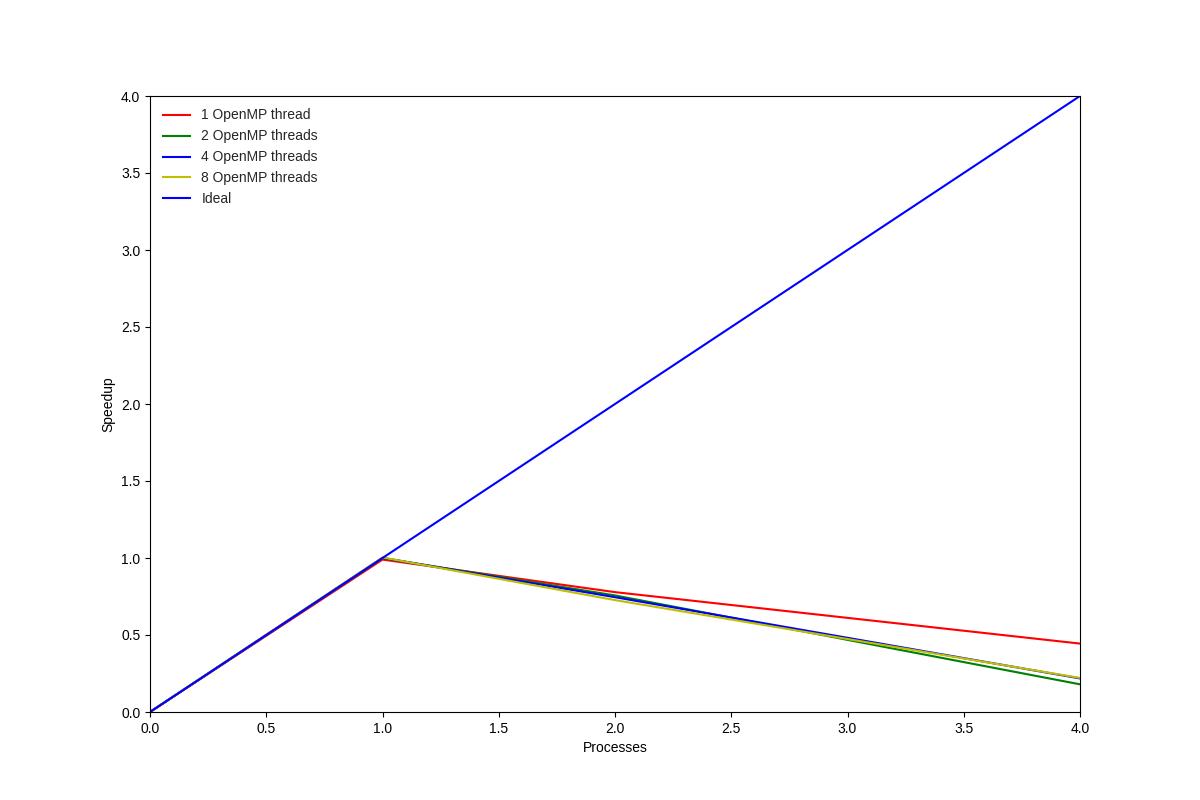 4.0
3.5
3.0
2.5
2.0
1.5
1.0
0.5
0.0
Speedup
1 OpenMP thread
2 OpenMP threads
4 OpenMP threads
8 OpenMP threads
Ideal
0.0 0.5 1.0 1.5 2.0 2.5 3.0 3.5 4.0
Processes